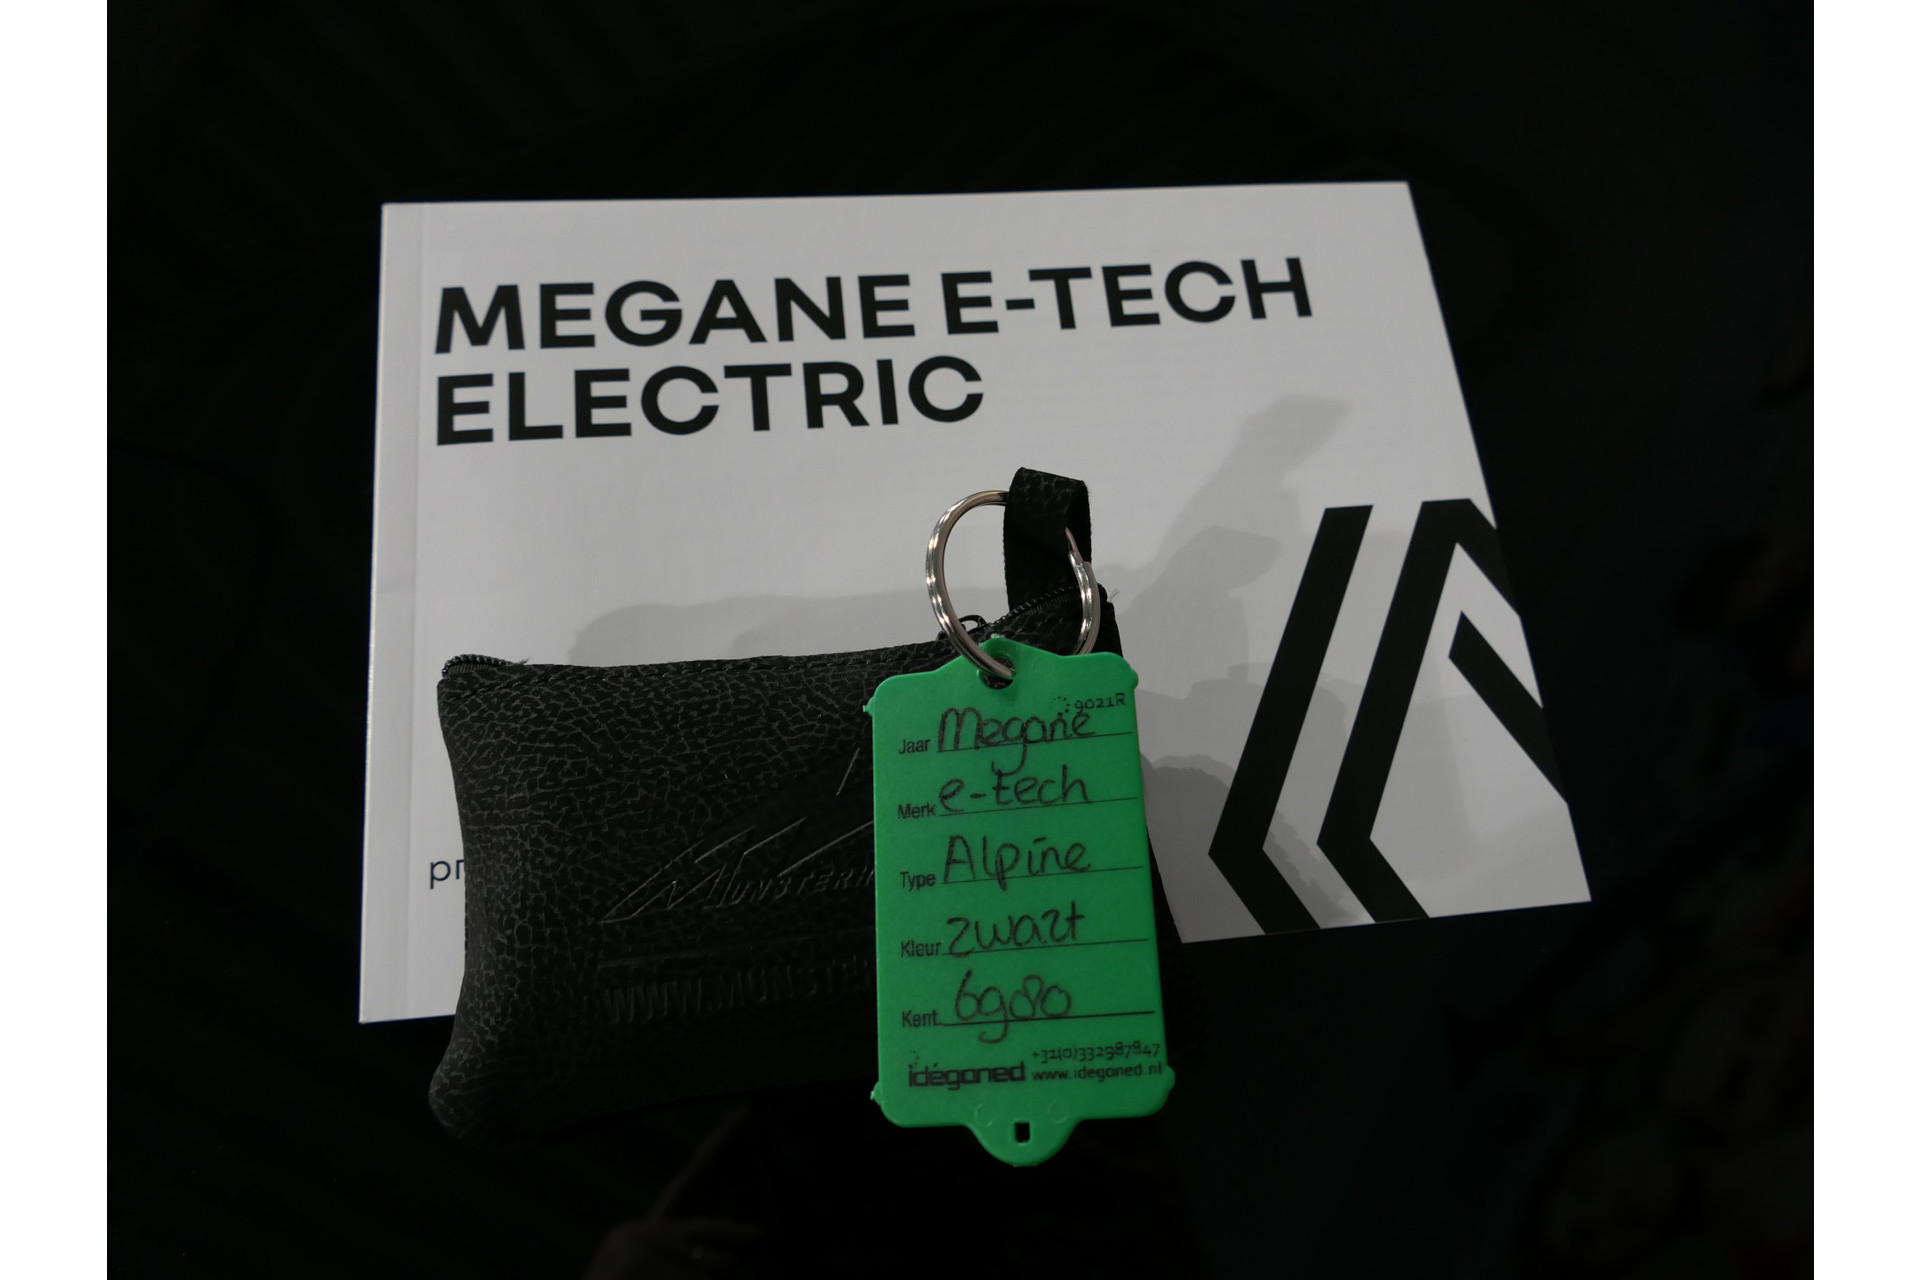 MEGANE E-TECH
ELECTRIC
9021R
Jaar Megane
Merk e-tech
Type Alpine
Kleur zwart
Kent. 6980
+32(0)332987847
idégoned www.idegoned.nl